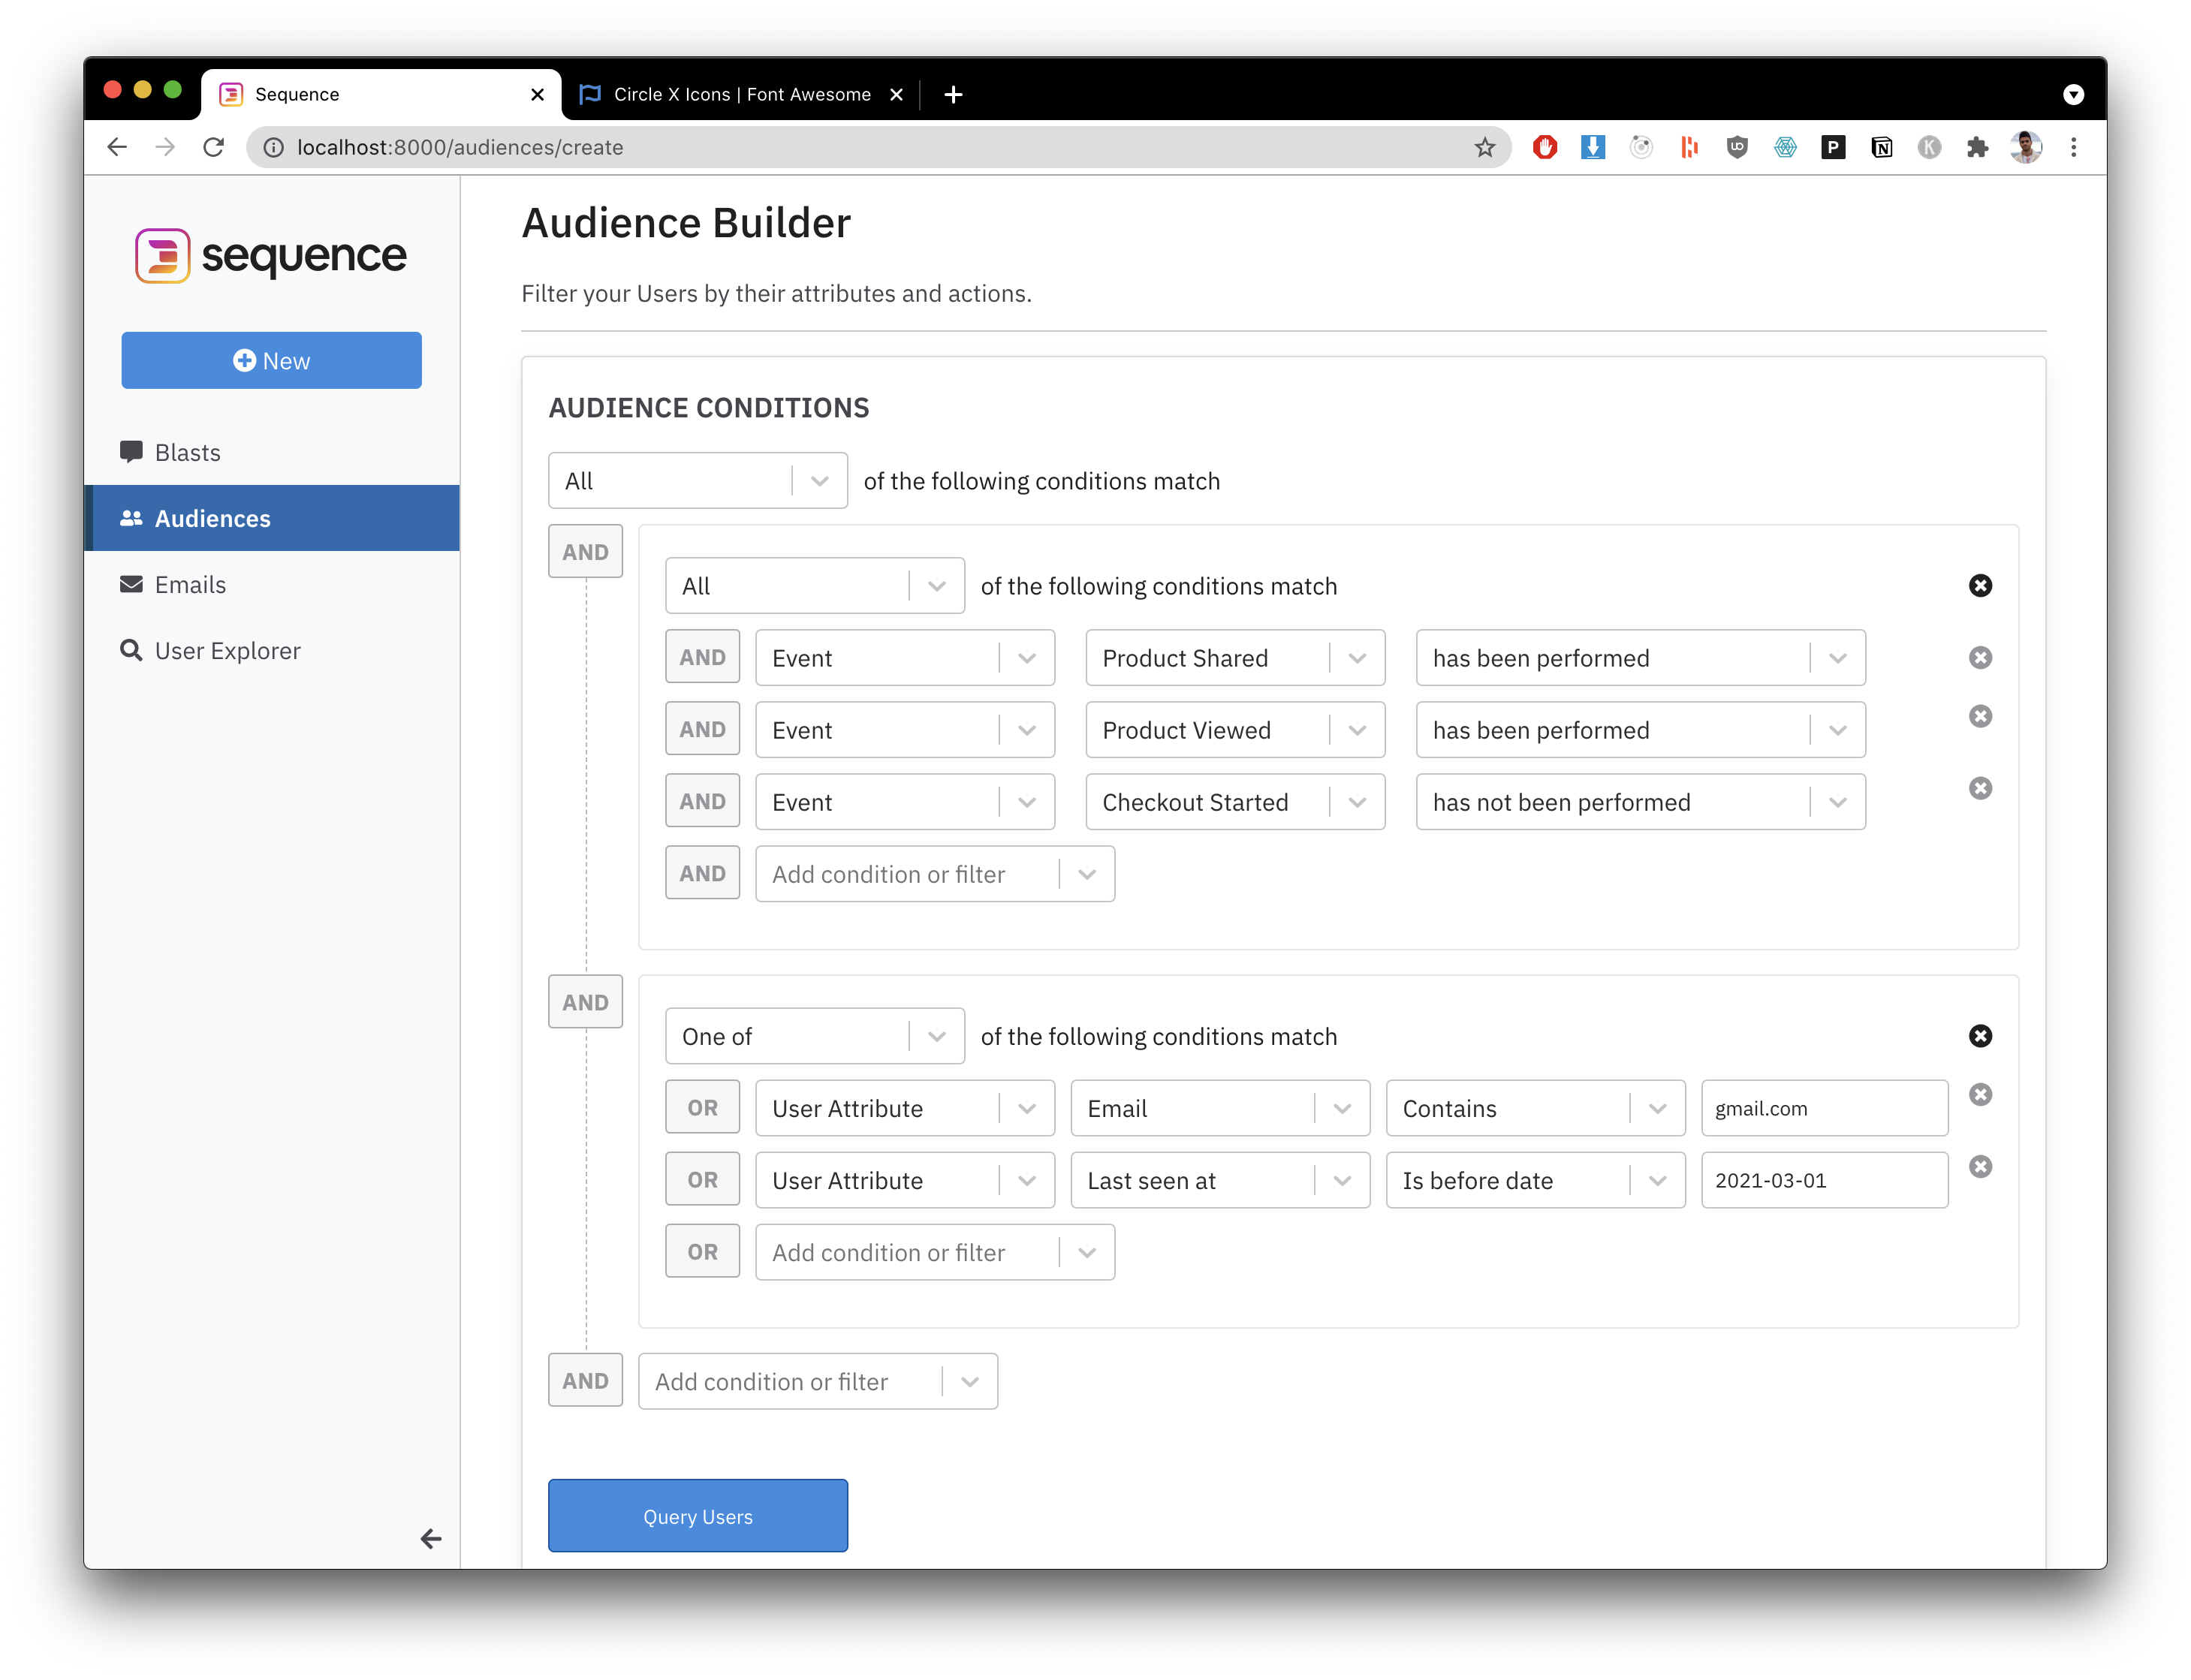 Sequence
Circle X Icons | Font Awesome
localhost:8000/audiences/create
sequence
New
Blasts
Audiences
Emails
User Explorer
Audience Builder
Filter your Users by their attributes and actions.
AUDIENCE CONDITIONS
All of the following conditions match
AND
All of the following conditions match
AND Event Product Shared has been performed
AND Event Product Viewed has been performed
AND Event Checkout Started has not been performed
AND Add condition or filter
AND
One of of the following conditions match
OR User Attribute Email Contains gmail.com
OR User Attribute Last seen at Is before date 2021-03-01
OR Add condition or filter
AND Add condition or filter
Query Users